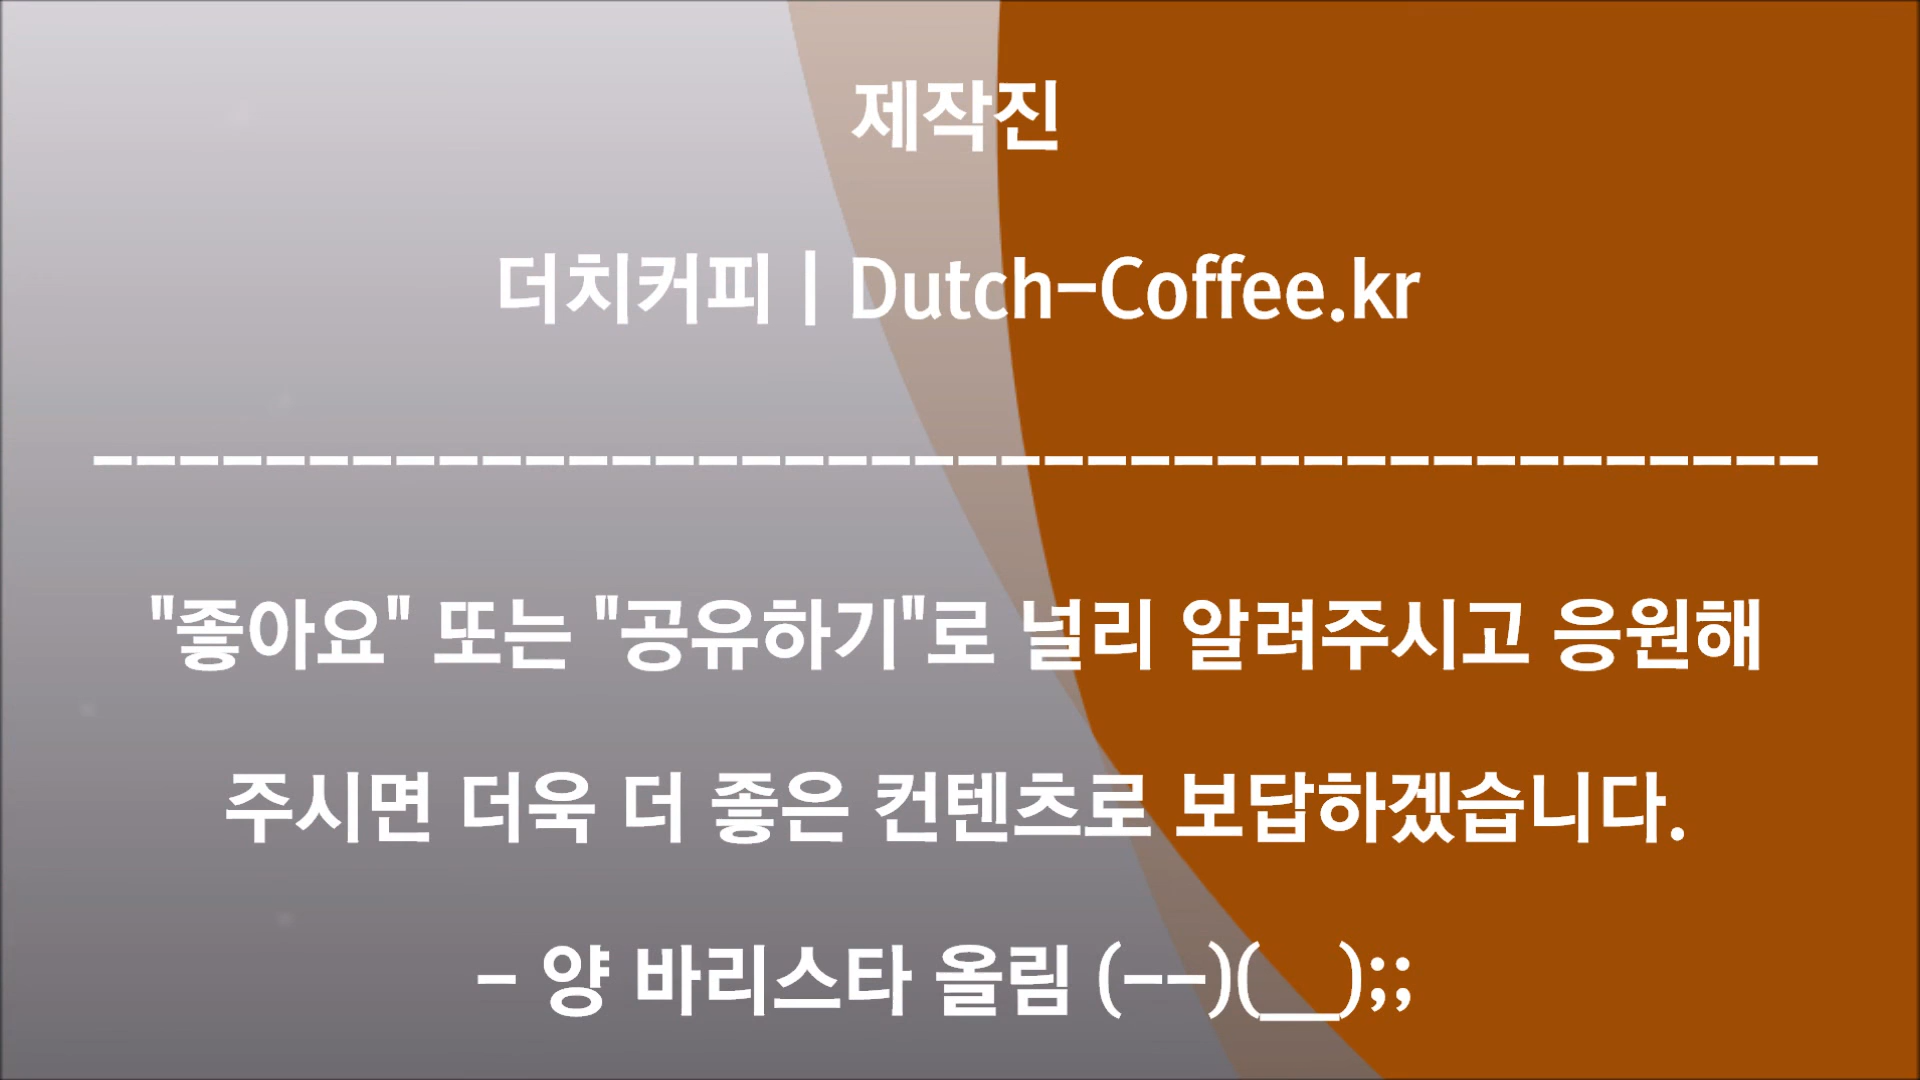 제작진
더치커피 | Dutch-Coffee.kr
----------------------------------------
"좋아요" 또는 "공유하기"로 널리 알려주시고 응원해
주시면 더욱 더 좋은 컨텐츠로 보답하겠습니다.
- 양 바리스타 올림 (--)(__);;